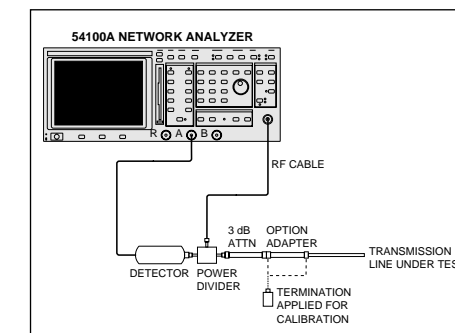 54100A NETWORK ANALYZER
R A B
RF CABLE
3 dB
ATTN
OPTION
ADAPTER
TRANSMISSION
LINE UNDER TES
DETECTOR
POWER
DIVIDER
TERMINATION
APPLIED FOR
CALIBRATION